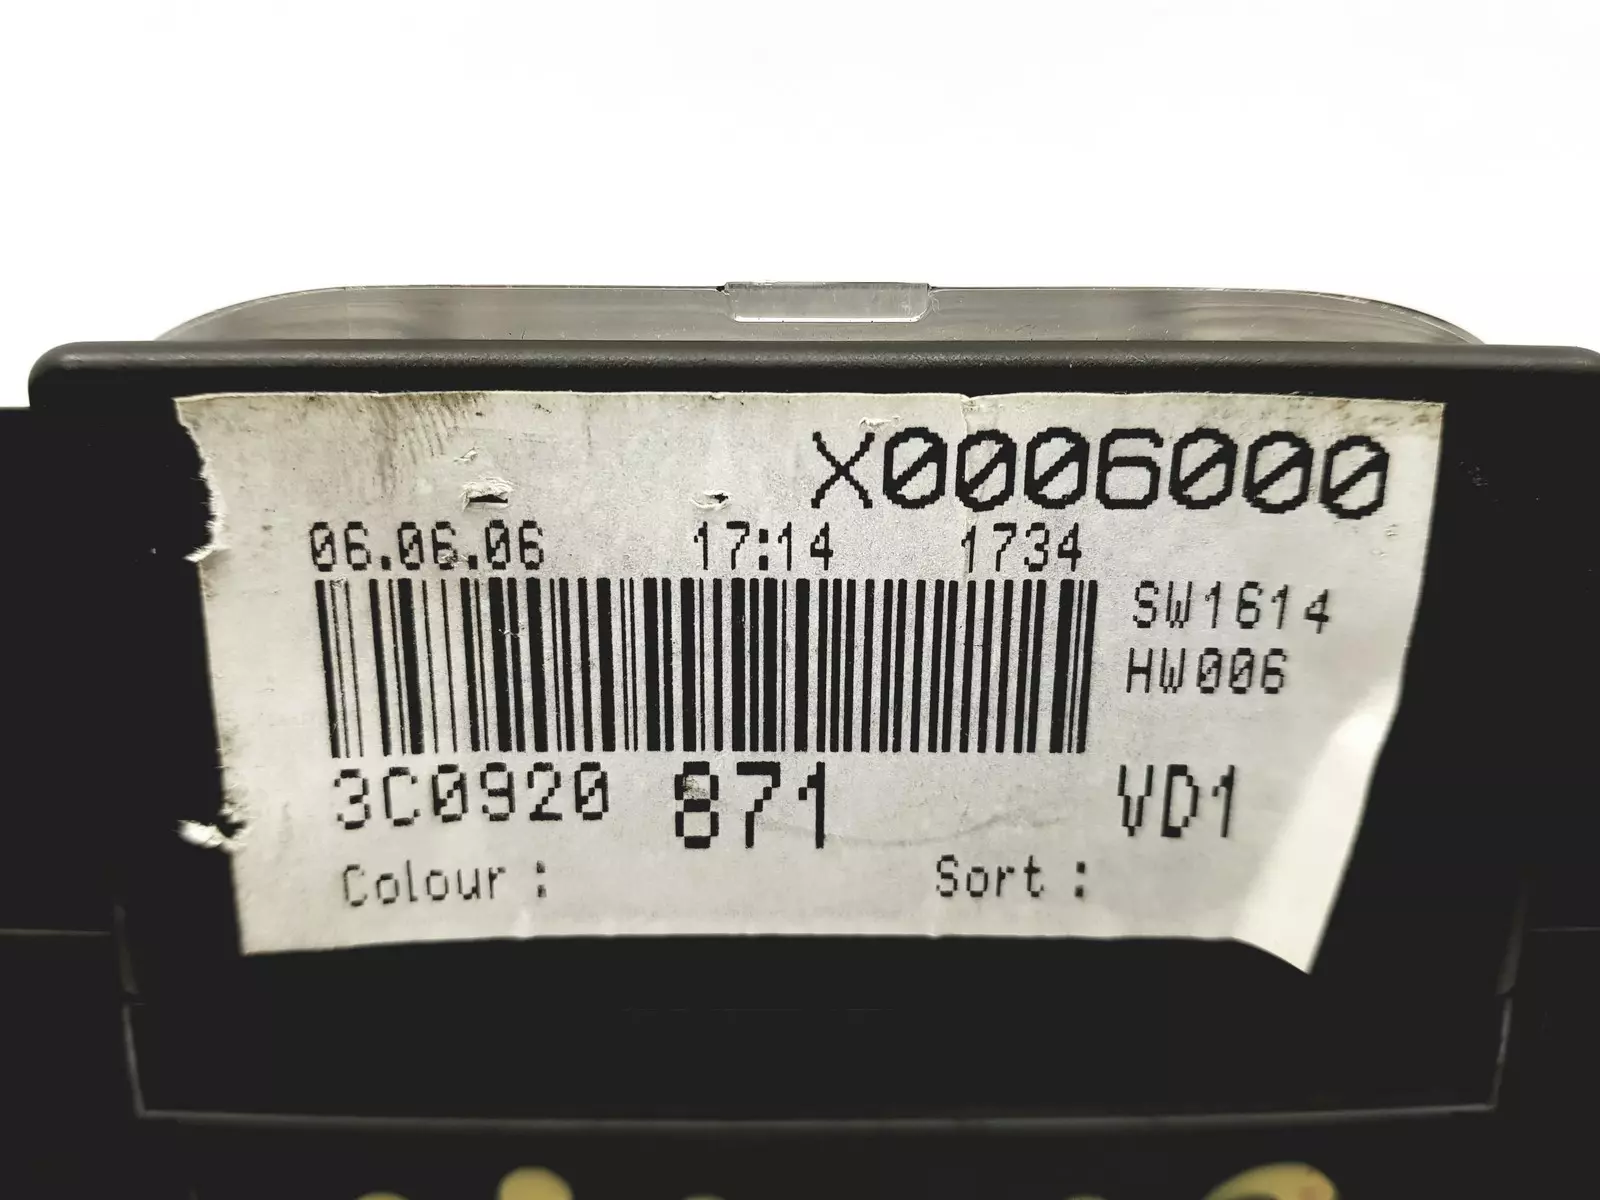 X0006000
06.06.06 17:14 1734
SW1614
HW006
3C0920 871 VD1
Colour : Sort :